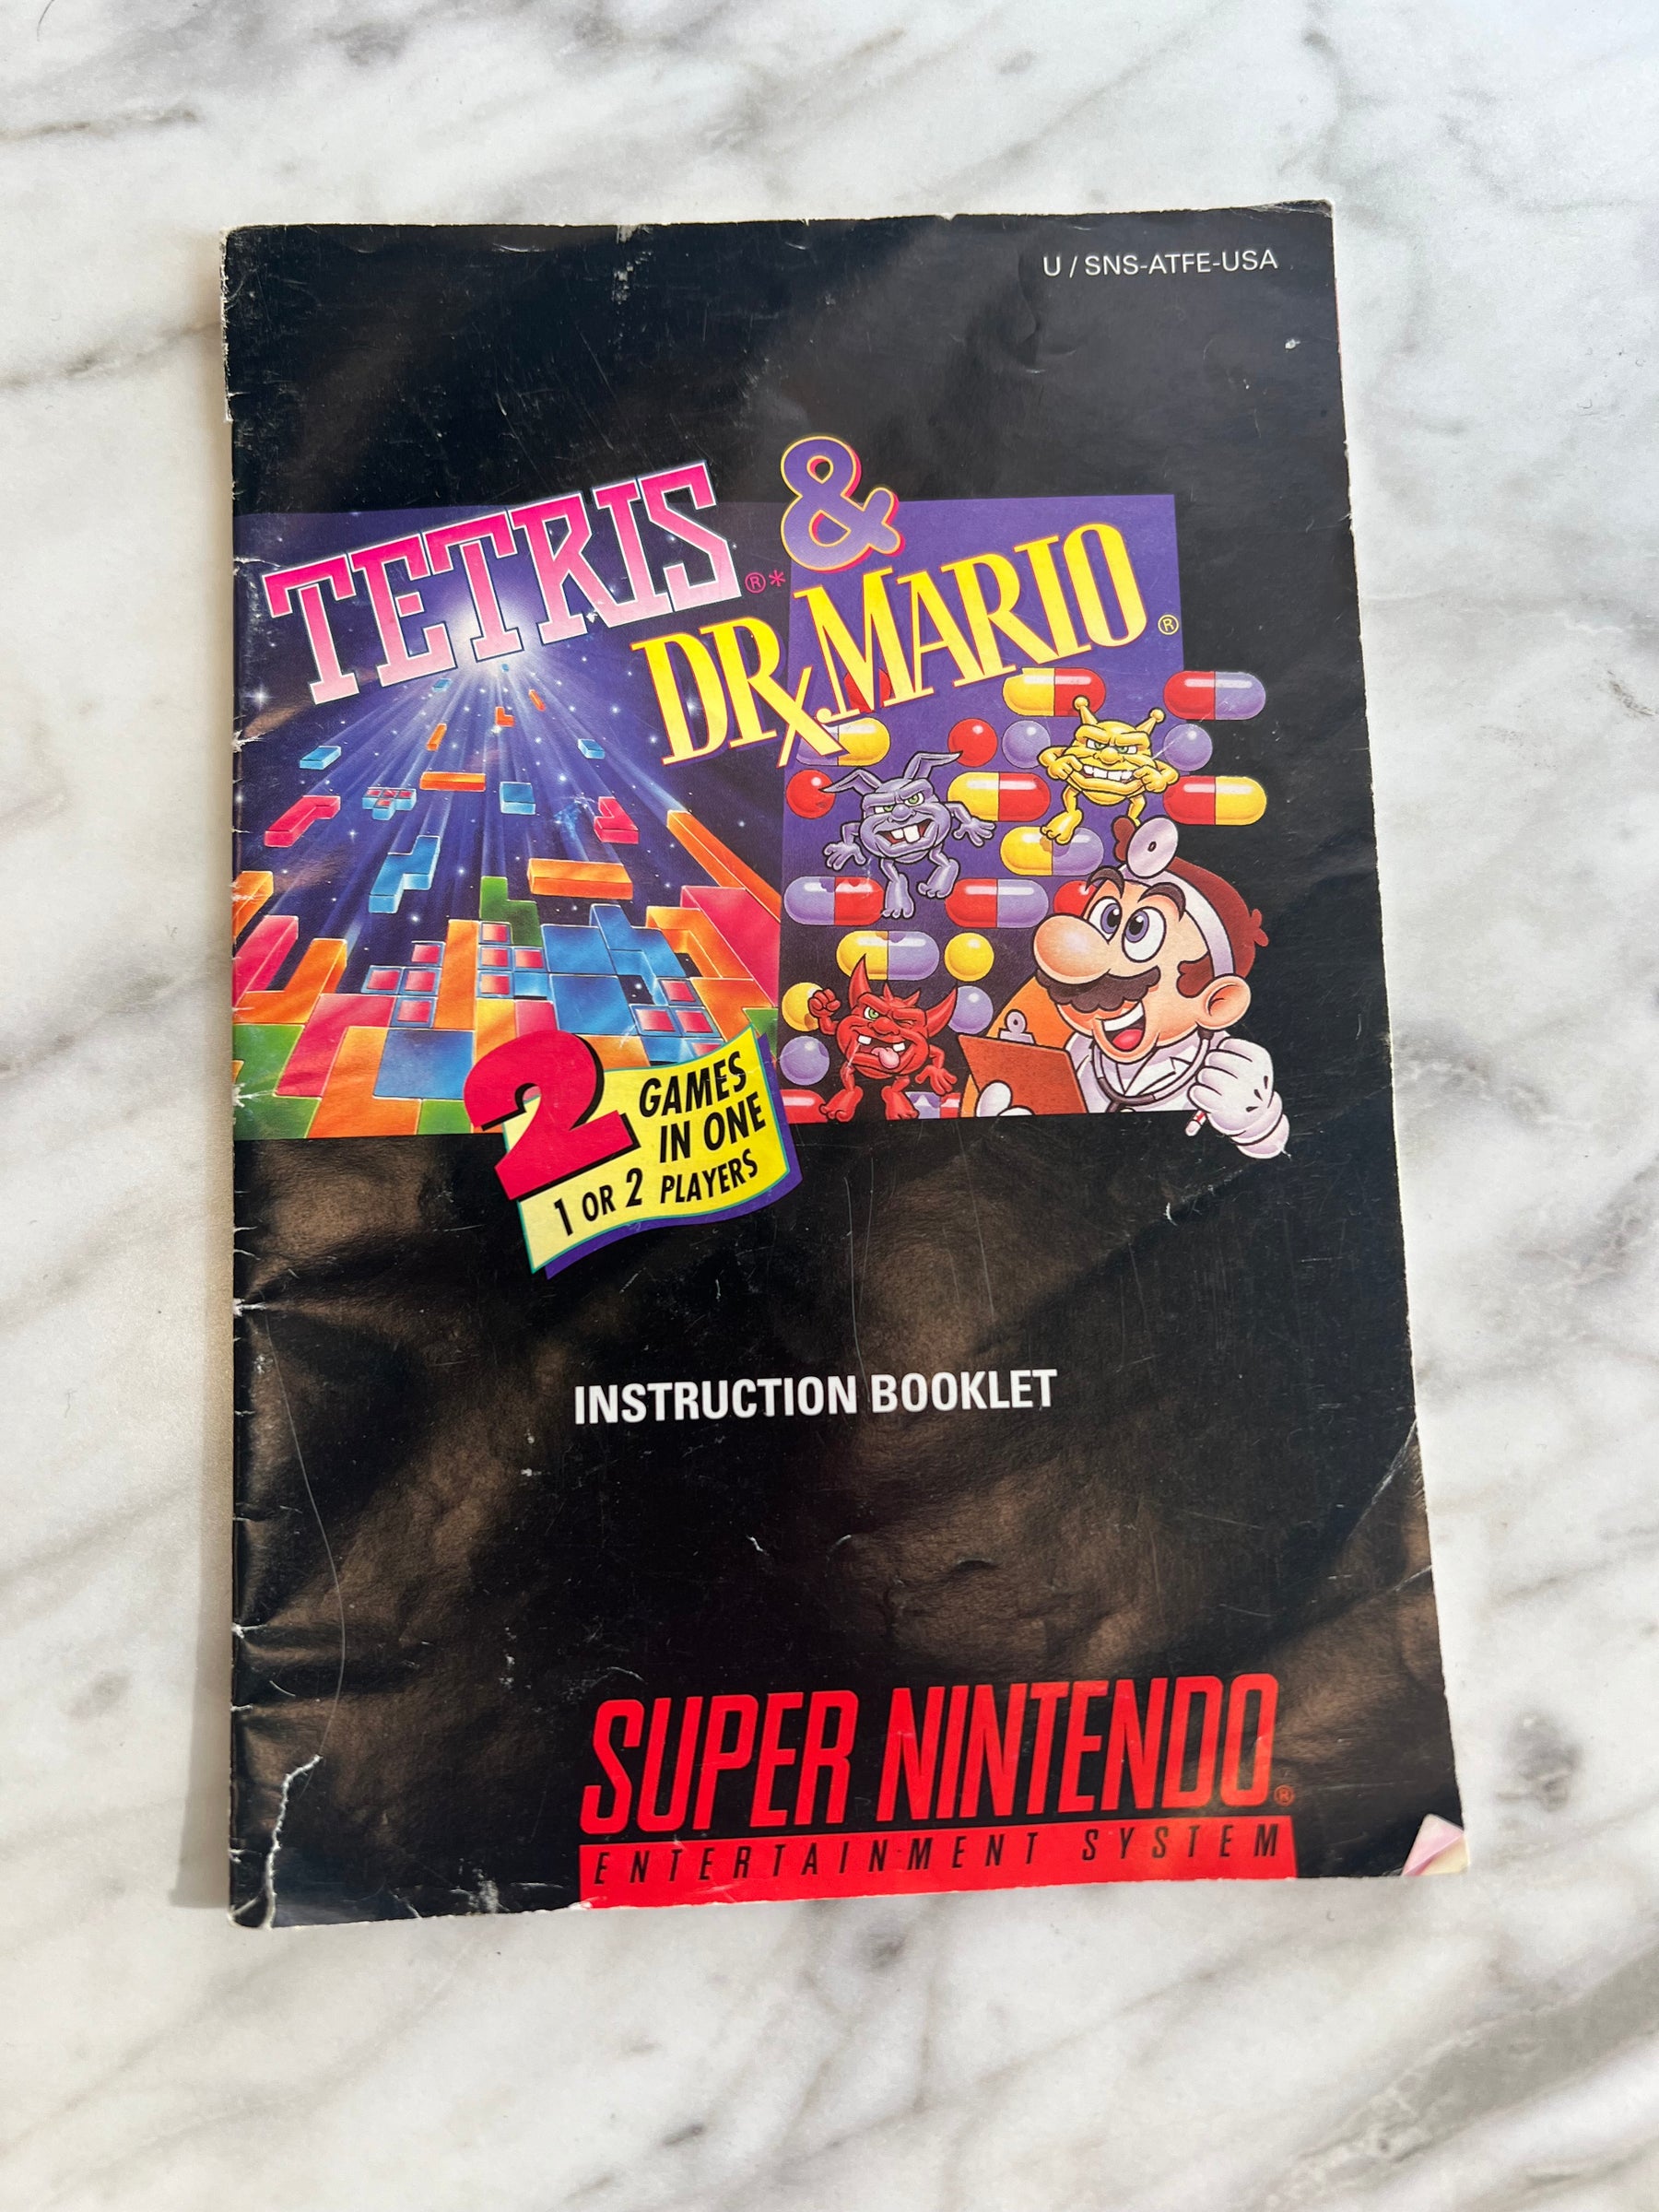 U / SNS-ATFE-USA
TETRIS®* &
DR. MARIO®
2 GAMES
IN ONE
1 OR 2 PLAYERS
INSTRUCTION BOOKLET
SUPER NINTENDO®
ENTERTAINMENT SYSTEM